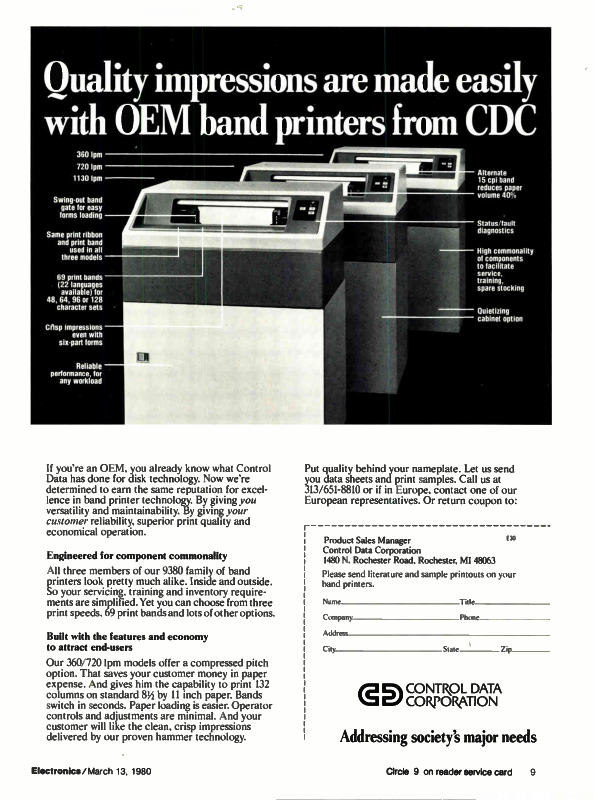 Quality impressions are made easily
with OEM band printers from CDC
360 lpm
720 lpm
1130 lpm
Swing-out band
gate for easy
forms loading
Same print ribbon
and print band
used in all
three models
69 print bands
(22 languages
available) for
48, 64, 96 or 128
character sets
Crisp impressions
even with
six-part forms
Reliable
performance, for
any workload
Alternate
15 cpi band
reduces paper
volume 40%
Status/fault
diagnostics
High commonality
of components
to facilitate
service,
training,
spare stocking
Quietizing
cabinet option
If you're an OEM, you already know what Control
Data has done for disk technology. Now we're
determined to earn the same reputation for excel-
lence in band printer technology. By giving you
versatility and maintainability. By giving your
customer reliability, superior print quality and
economical operation.
Engineered for component commonality
All three members of our 9380 family of band
printers look pretty much alike. Inside and outside.
So your servicing, training and inventory require-
ments are simplified. Yet you can choose from three
print speeds, 69 print bands and lots of other options.
Built with the features and economy
to attract end-users
Our 360/720 lpm models offer a compressed pitch
option. That saves your customer money in paper
expense. And gives him the capability to print 132
columns on standard 8½ by 11 inch paper. Bands
switch in seconds. Paper loading is easier. Operator
controls and adjustments are minimal. And your
customer will like the clean, crisp impressions
delivered by our proven hammer technology.
Put quality behind your nameplate. Let us send
you data sheets and print samples. Call us at
313/651-8810 or if in Europe, contact one of our
European representatives. Or return coupon to:
Product Sales Manager E30
Control Data Corporation
1480 N. Rochester Road, Rochester, MI 48063
Please send literature and sample printouts on your
band printers.
Name Title
Company Phone
Address
City State Zip
CONTROL DATA
CORPORATION
Addressing society's major needs
Electronics/March 13, 1980
Circle 9 on reader service card 9